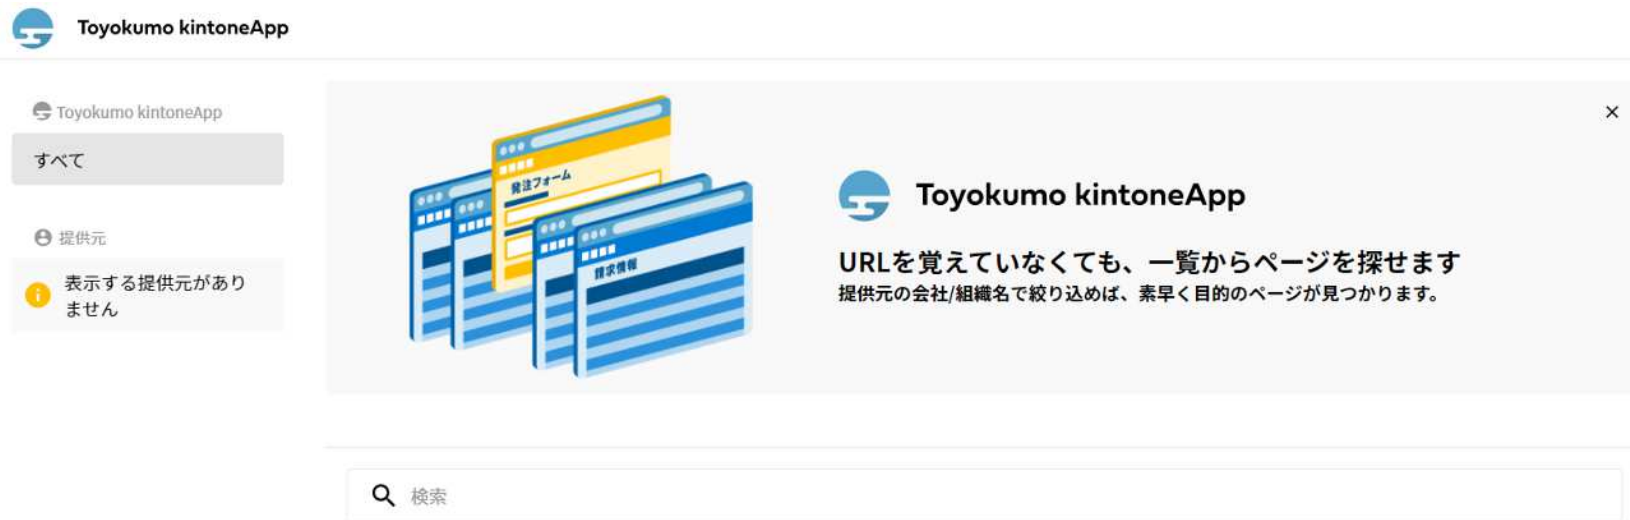 Toyokumo kintoneApp
Toyokumo kintoneApp
すべて
提供元
表示する提供元があり
ません
発注フォーム
請求情報
Toyokumo kintoneApp
URLを覚えていなくても、一覧からページを探せます
提供元の会社/組織名で絞り込めば、素早く目的のページが見つかります。
検索